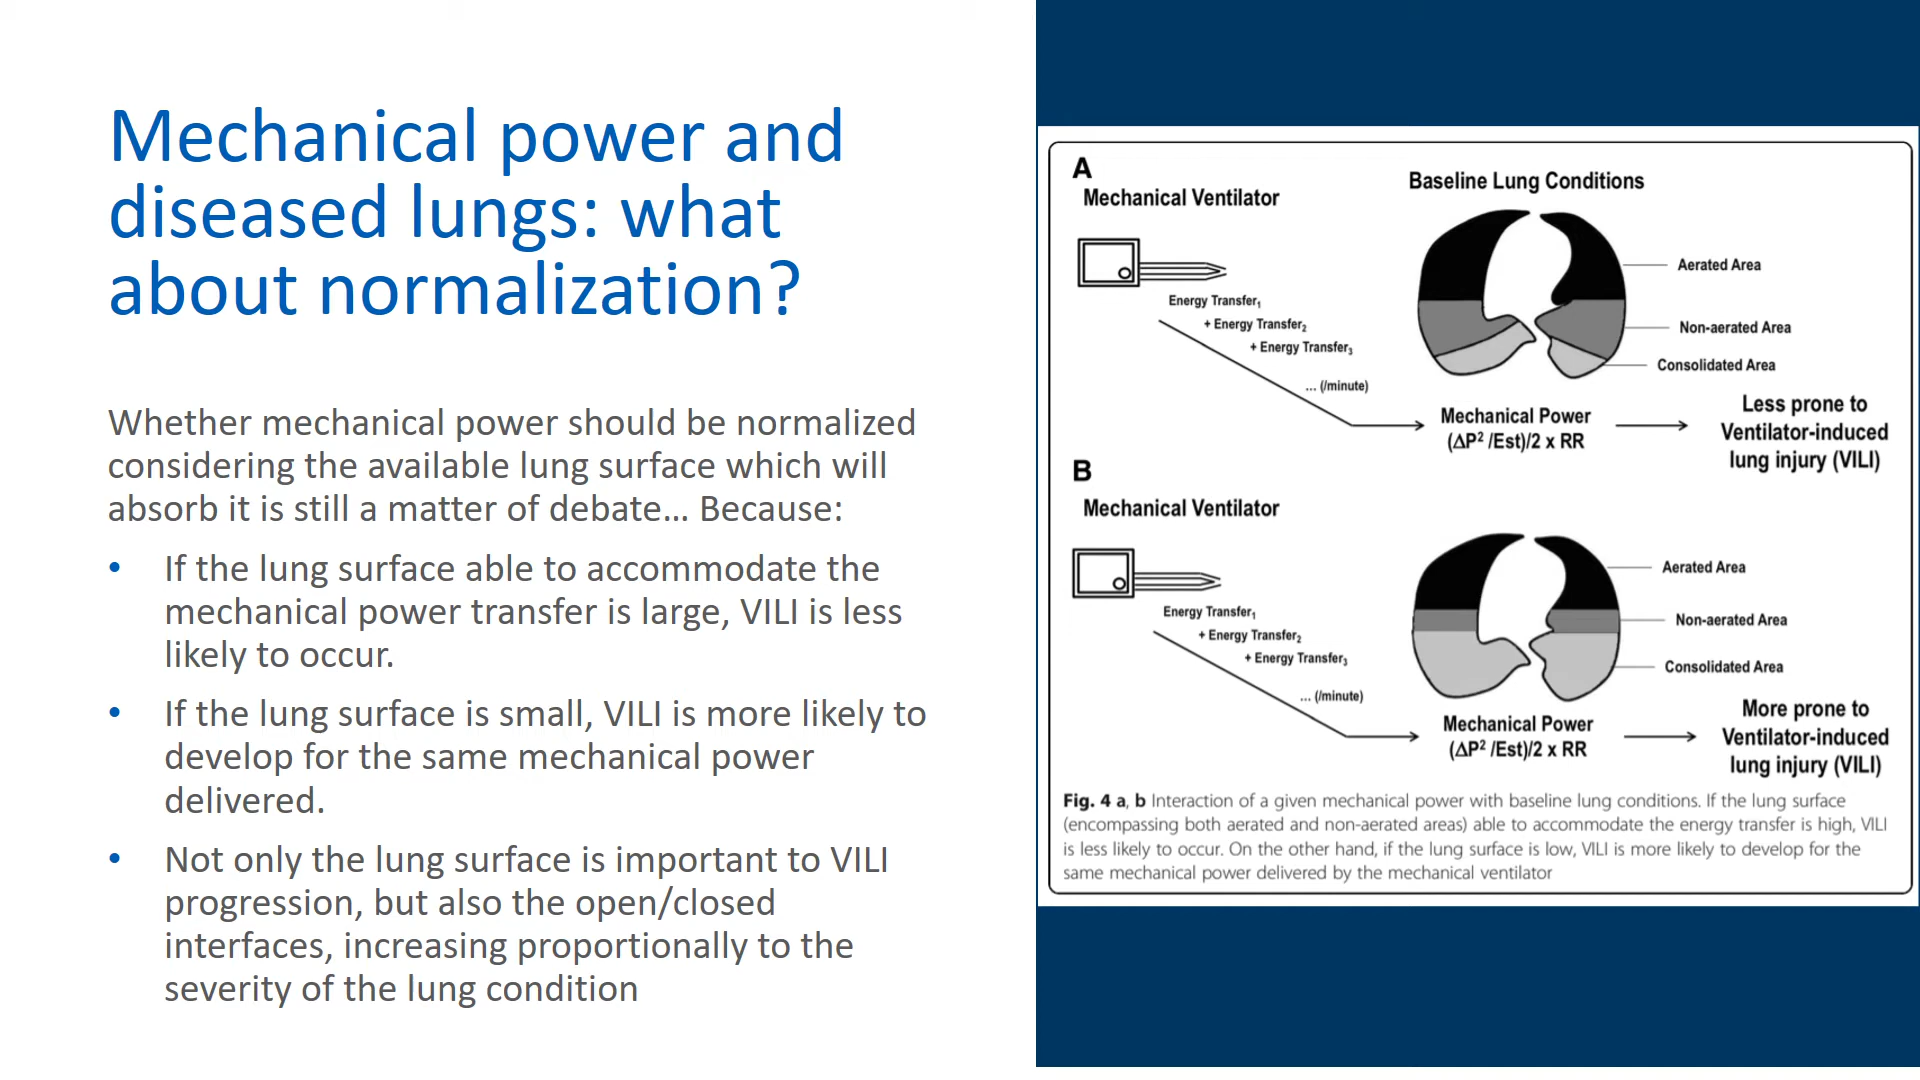 Mechanical power and
diseased lungs: what
about normalization?
Whether mechanical power should be normalized
considering the available lung surface which will
absorb it is still a matter of debate... Because:
• If the lung surface able to accommodate the
mechanical power transfer is large, VILI is less
likely to occur.
• If the lung surface is small, VILI is more likely to
develop for the same mechanical power
delivered.
• Not only the lung surface is important to VILI
progression, but also the open/closed
interfaces, increasing proportionally to the
severity of the lung condition
A
Mechanical Ventilator
Baseline Lung Conditions
Energy Transfer₁
+ Energy Transfer₂
+ Energy Transfer₃
... (/minute)
Aerated Area
Non-aerated Area
Consolidated Area
Mechanical Power
(ΔP² /Est)/2 x RR
Less prone to
Ventilator-induced
lung injury (VILI)
B
Mechanical Ventilator
Energy Transfer₁
+ Energy Transfer₂
+ Energy Transfer₃
... (/minute)
Aerated Area
Non-aerated Area
Consolidated Area
Mechanical Power
(ΔP² /Est)/2 x RR
More prone to
Ventilator-induced
lung injury (VILI)
Fig. 4 a, b Interaction of a given mechanical power with baseline lung conditions. If the lung surface
(encompassing both aerated and non-aerated areas) able to accommodate the energy transfer is high, VILI
is less likely to occur. On the other hand, if the lung surface is low, VILI is more likely to develop for the
same mechanical power delivered by the mechanical ventilator